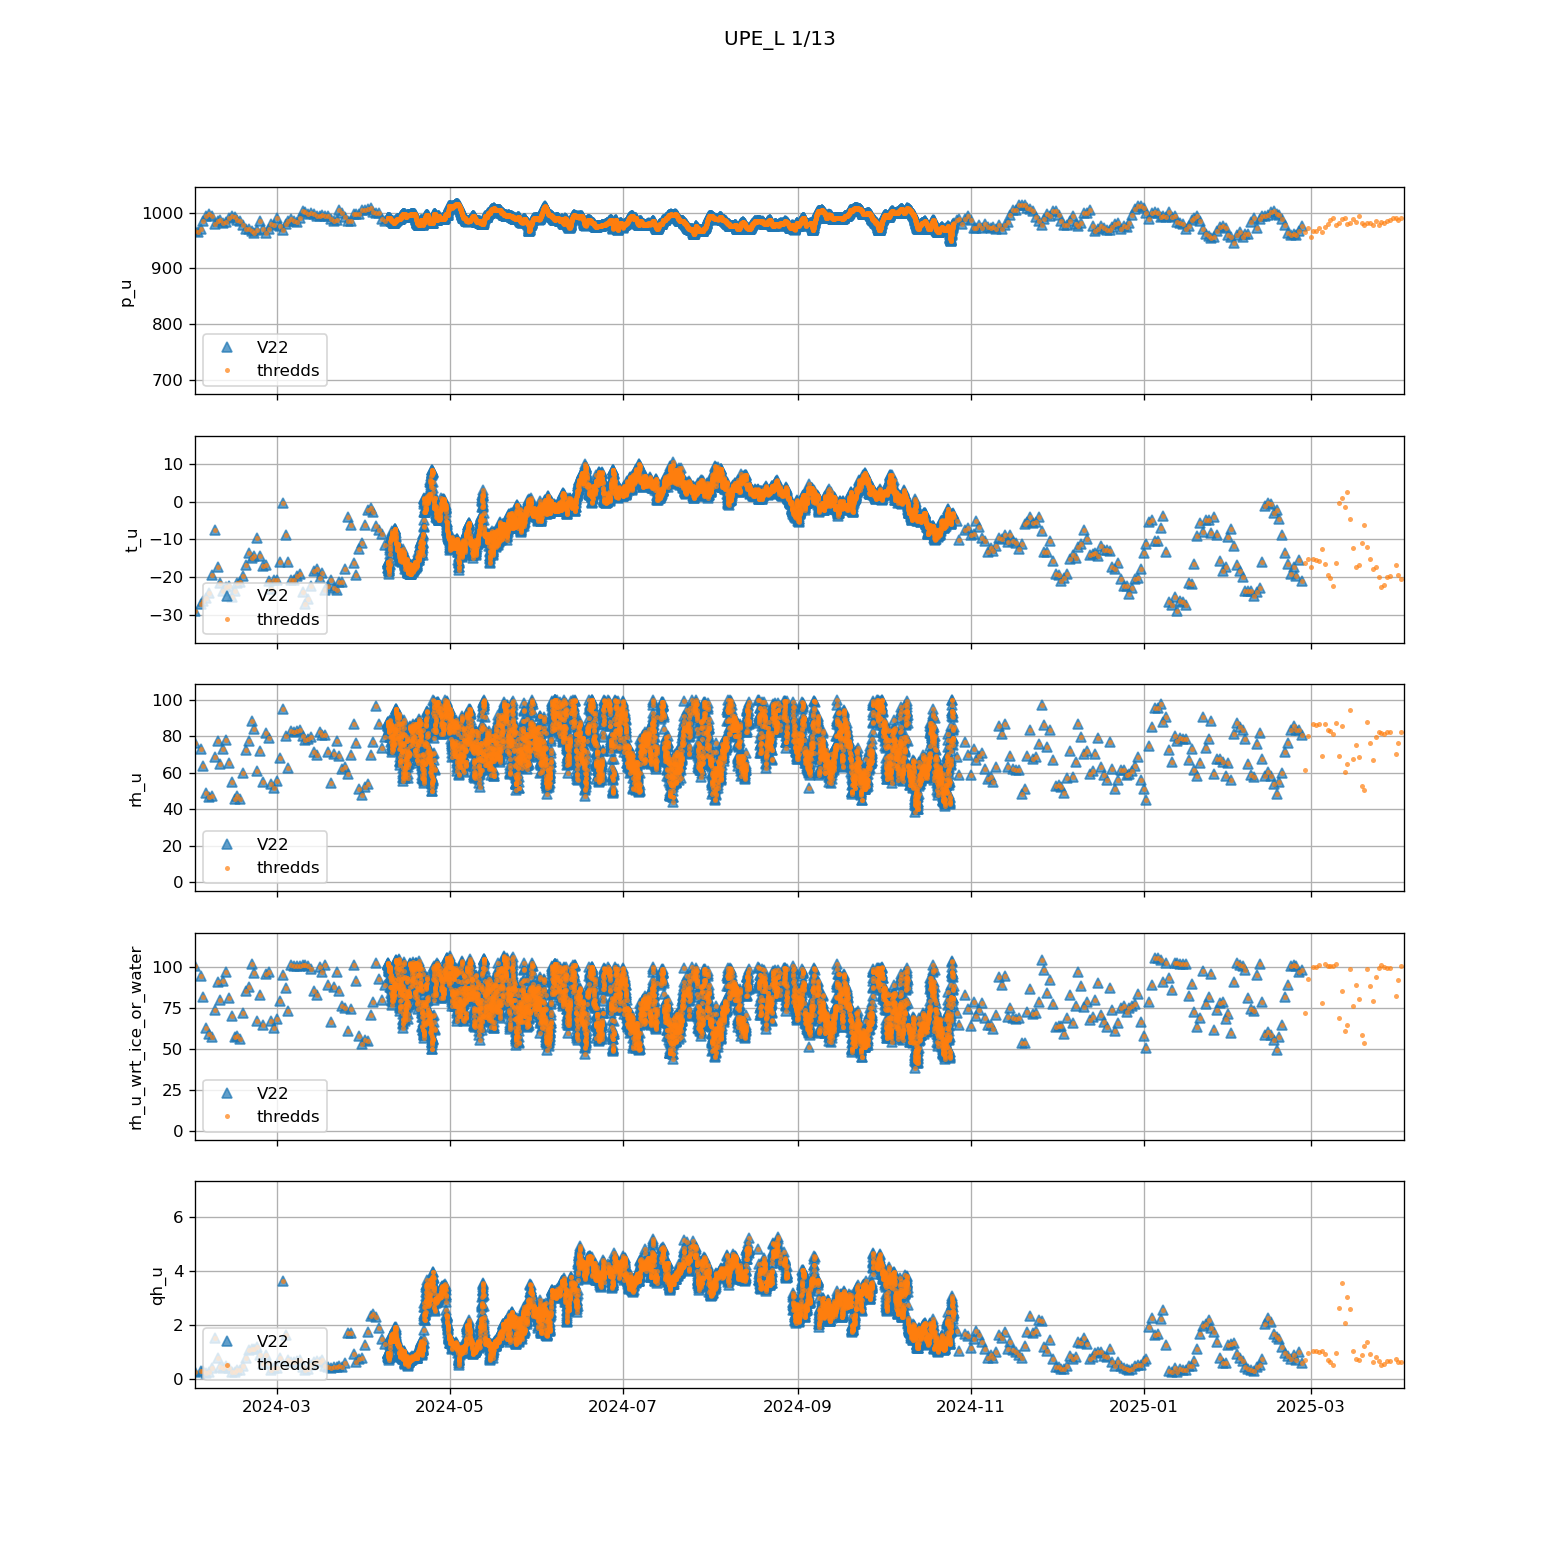 UPE_L 1/13
p_u
1000
900
800
700
V22
thredds
t_u
10
0
−10
−20
−30
V22
thredds
rh_u
100
80
60
40
20
0
V22
thredds
rh_u_wrt_ice_or_water
100
75
50
25
0
V22
thredds
qh_u
6
4
2
0
V22
thredds
2024-03 2024-05 2024-07 2024-09 2024-11 2025-01 2025-03